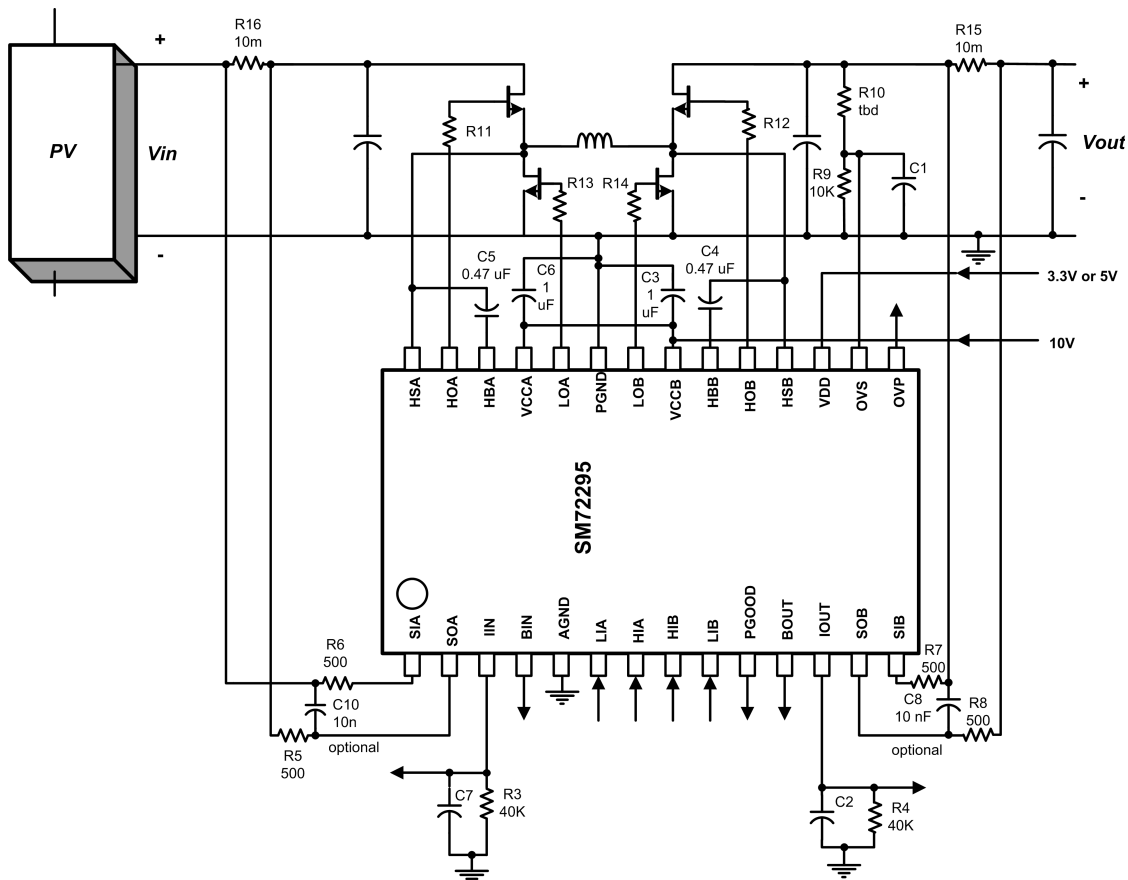 R16
10m
R15
10m
+
+
PV
Vin
-
R11
R12
R10
tbd
R9
10K
C1
Vout
-
R13
R14
C5
0.47 uF
C6
1
uF
C3
1
uF
C4
0.47 uF
3.3V or 5V
10V
HSA
HOA
HBA
VCCA
LOA
PGND
LOB
VCCB
HBB
HOB
HSB
VDD
OVS
OVP
SM72295
SIA
SOA
IIN
BIN
AGND
LIA
HIA
HIB
LIB
PGOOD
BOUT
IOUT
SOB
SIB
R6
500
C10
10n
R5
500
optional
R7
500
C8
10 nF
R8
500
optional
C7
R3
40K
C2
R4
40K